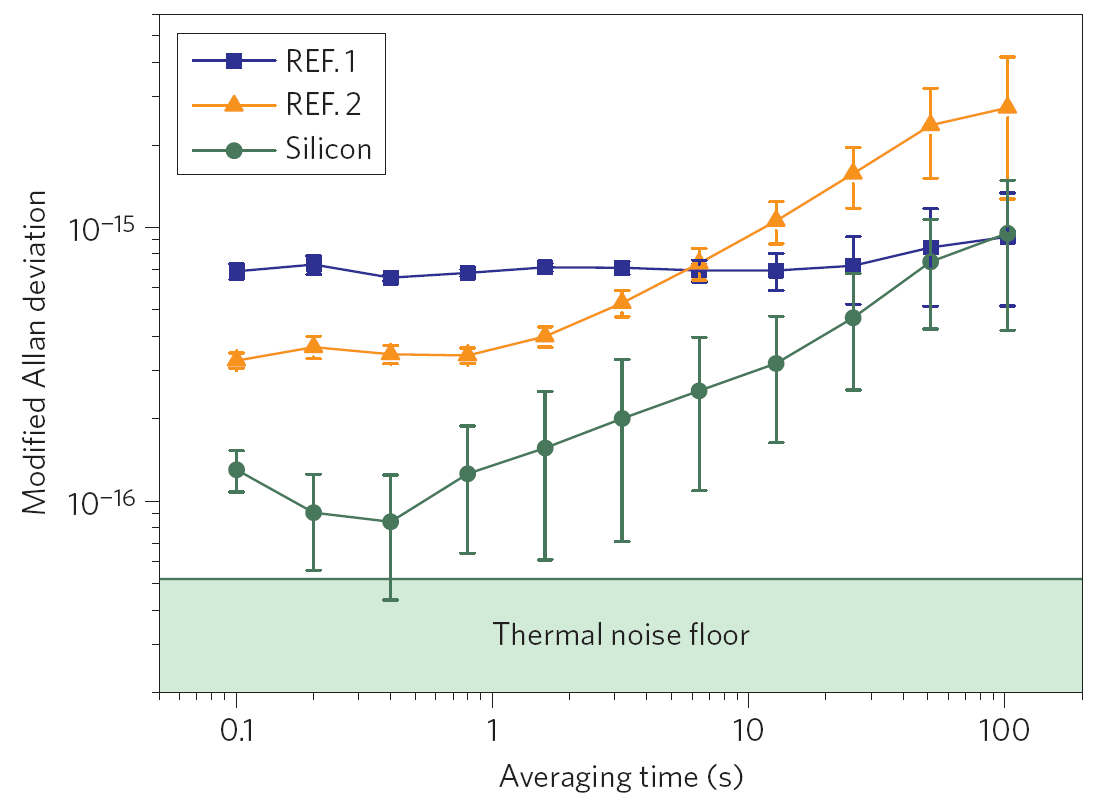 REF. 1
REF. 2
Silicon
Modified Allan deviation
10⁻¹⁵
10⁻¹⁶
Thermal noise floor
0.1
1
10
100
Averaging time (s)